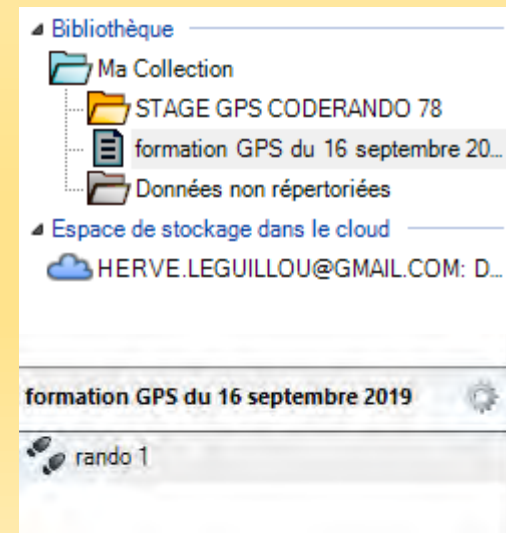 Bibliothèque
Ma Collection
STAGE GPS CODERANDO 78
formation GPS du 16 septembre 20...
Données non répertoriées
Espace de stockage dans le cloud
HERVE.LEGUILLOU@GMAIL.COM: D...
formation GPS du 16 septembre 2019
rando 1